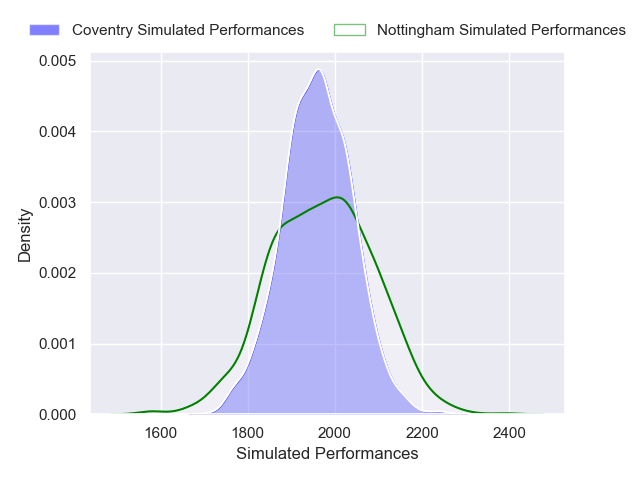 Coventry Simulated Performances Nottingham Simulated Performances
0.005
0.004
0.003
0.002
0.001
0.000
Density
1600 1800 2000 2200 2400
Simulated Performances